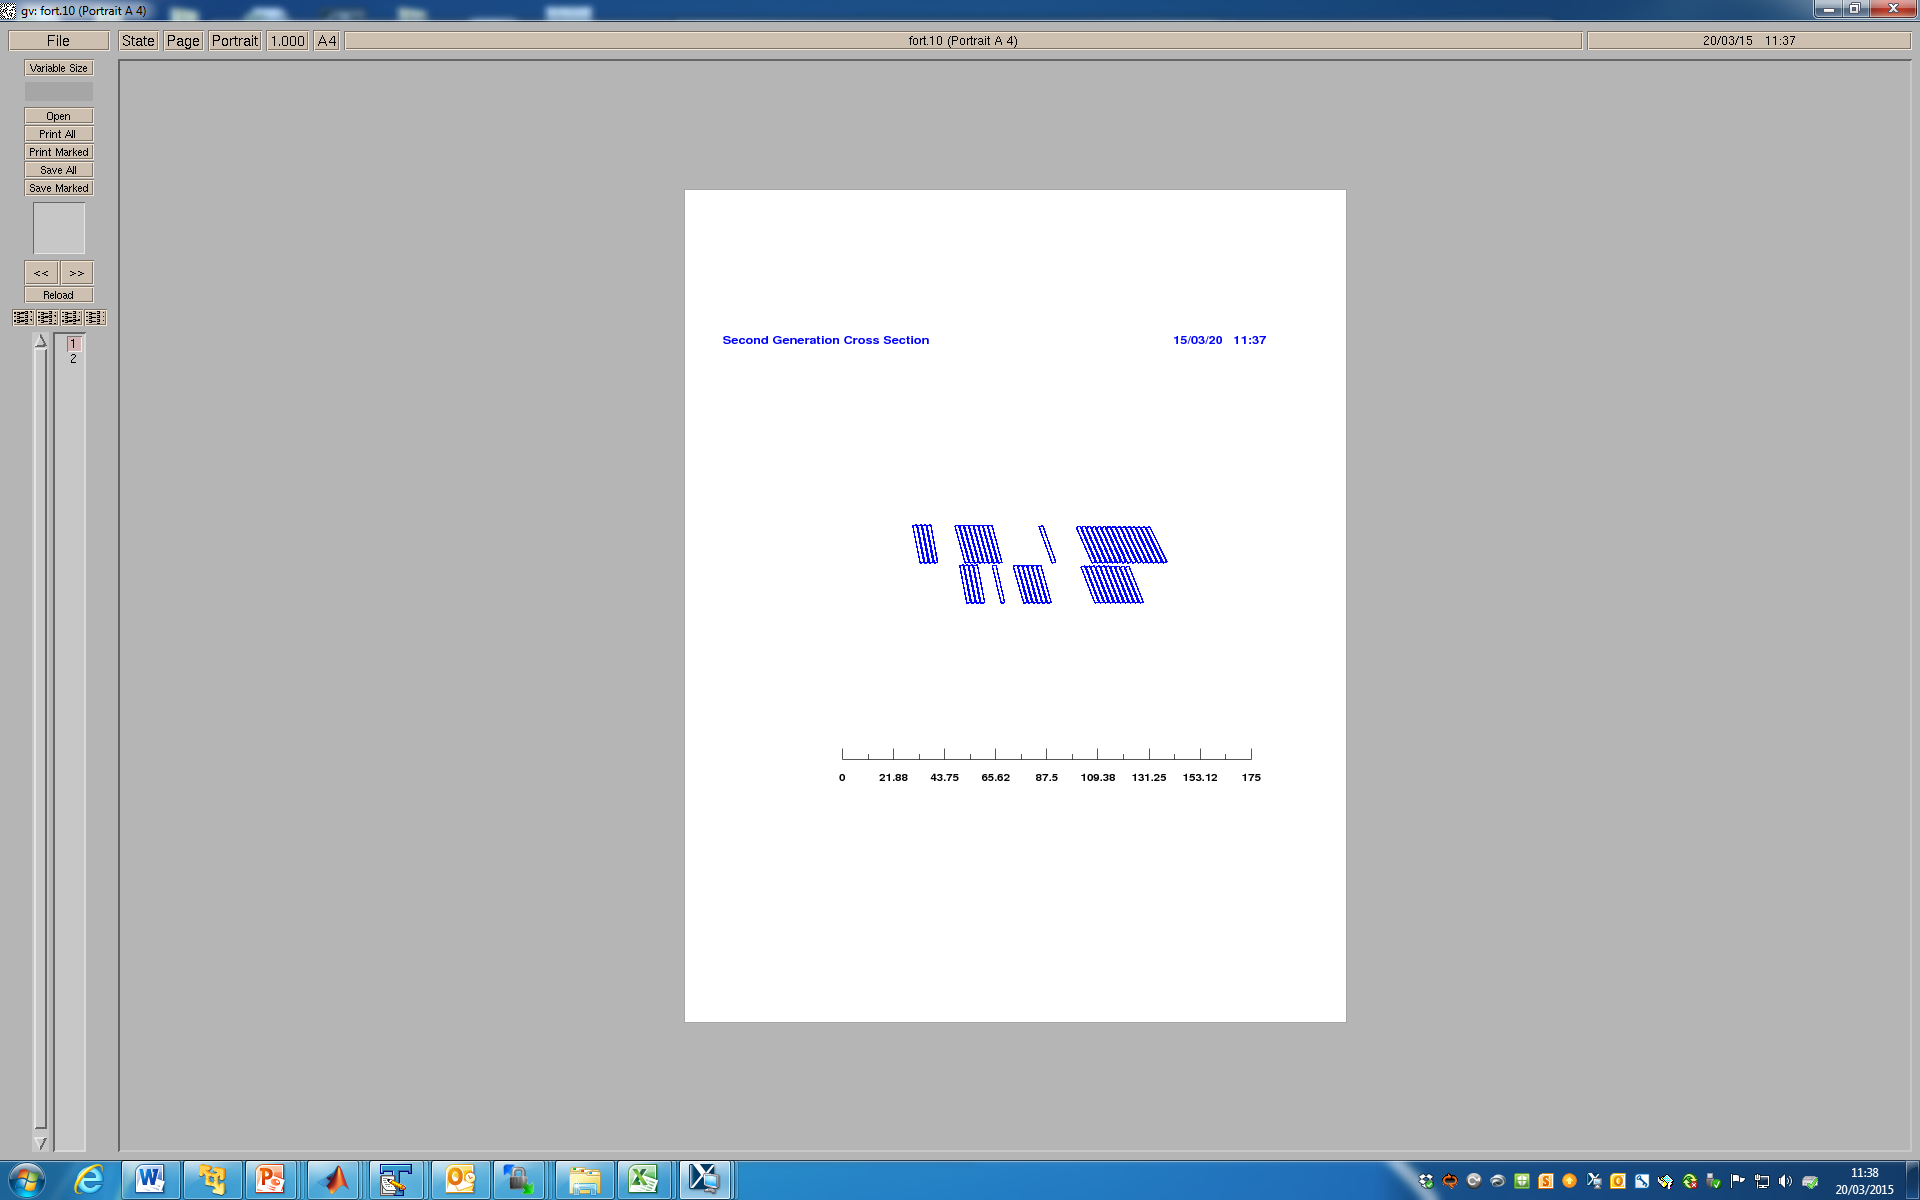 gv: fort.10 (Portrait A 4)
File State Page Portrait 1.000 A4 fort.10 (Portrait A 4) 20/03/15 11:37
Variable Size
Open
Print All
Print Marked
Save All
Save Marked
<< >>
Reload
1
2
Second Generation Cross Section 15/03/20 11:37
0 21.88 43.75 65.62 87.5 109.38 131.25 153.12 175
11:38
20/03/2015